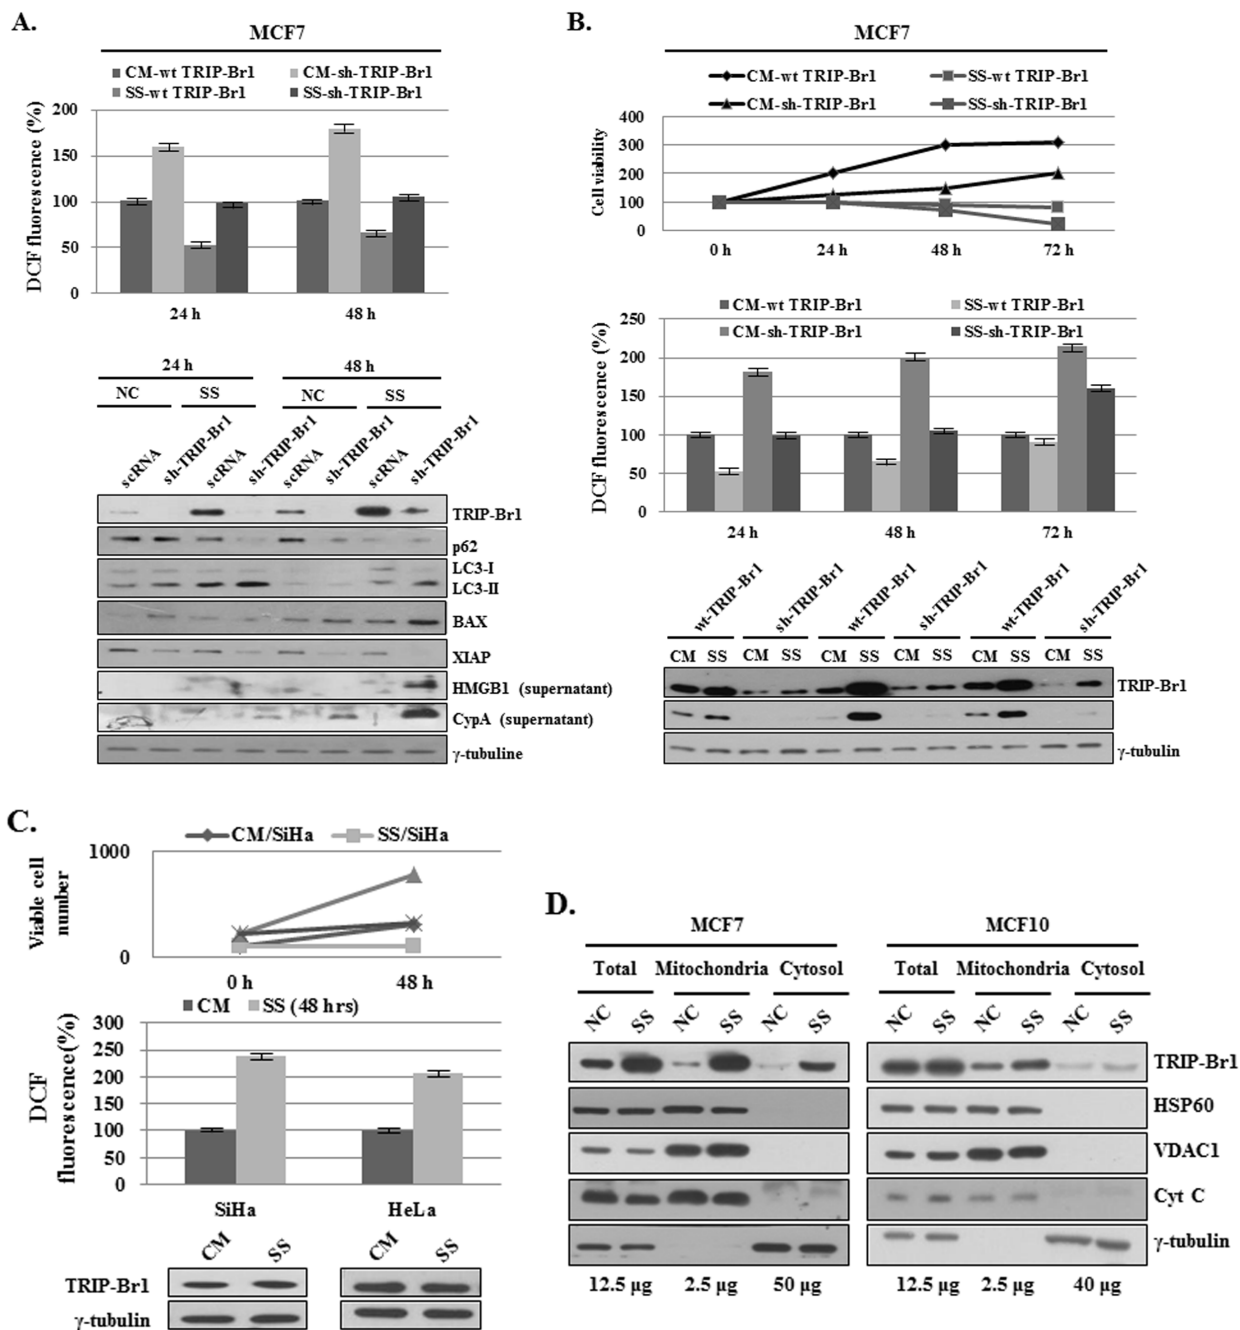 A.
MCF7
CM-wt TRIP-Br1 CM-sh-TRIP-Br1
SS-wt TRIP-Br1 SS-sh-TRIP-Br1
DCF fluorescence (%)
200
150
100
50
0
24 h 48 h
24 h 48 h
NC SS NC SS
scRNA sh-TRIP-Br1 scRNA sh-TRIP-Br1 scRNA sh-TRIP-Br1 scRNA sh-TRIP-Br1
TRIP-Br1
p62
LC3-I
LC3-II
BAX
XIAP
HMGB1 (supernatant)
CypA (supernatant)
γ-tubuline
B.
MCF7
CM-wt TRIP-Br1 SS-wt TRIP-Br1
CM-sh-TRIP-Br1 SS-sh-TRIP-Br1
Cell viability
400
300
200
100
0
0 h 24 h 48 h 72 h
CM-wt TRIP-Br1 SS-wt TRIP-Br1
CM-sh-TRIP-Br1 SS-sh-TRIP-Br1
DCF fluorescence (%)
250
200
150
100
50
0
24 h 48 h 72 h
wt-TRIP-Br1 sh-TRIP-Br1 wt-TRIP-Br1 sh-TRIP-Br1 wt-TRIP-Br1 sh-TRIP-Br1
CM SS CM SS CM SS CM SS CM SS CM SS
TRIP-Br1
γ-tubulin
C.
CM/SiHa SS/SiHa
Viable cell
number
1000
0
0 h 48 h
CM SS (48 hrs)
DCF
fluorescence(%)
300
250
200
150
100
50
0
SiHa HeLa
CM SS CM SS
TRIP-Br1
γ-tubulin
D.
MCF7 MCF10
Total Mitochondria Cytosol Total Mitochondria Cytosol
NC SS NC SS NC SS NC SS NC SS NC SS
TRIP-Br1
HSP60
VDAC1
Cyt C
γ-tubulin
12.5 μg 2.5 μg 50 μg 12.5 μg 2.5 μg 40 μg